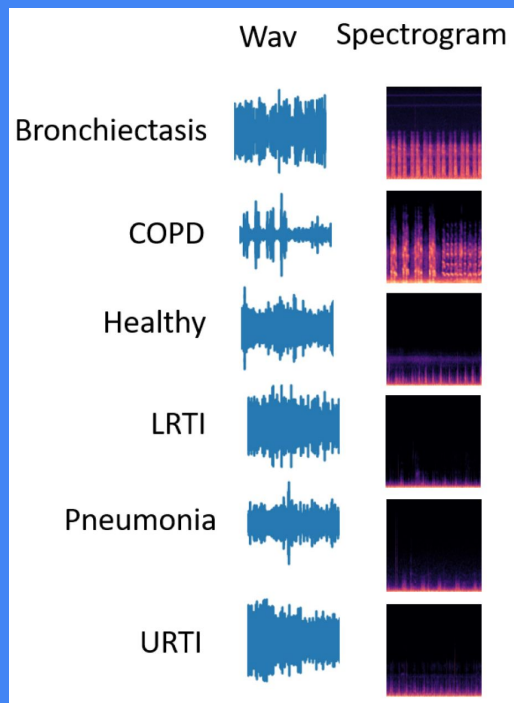 Wav Spectrogram
Bronchiectasis
COPD
Healthy
LRTI
Pneumonia
URTI